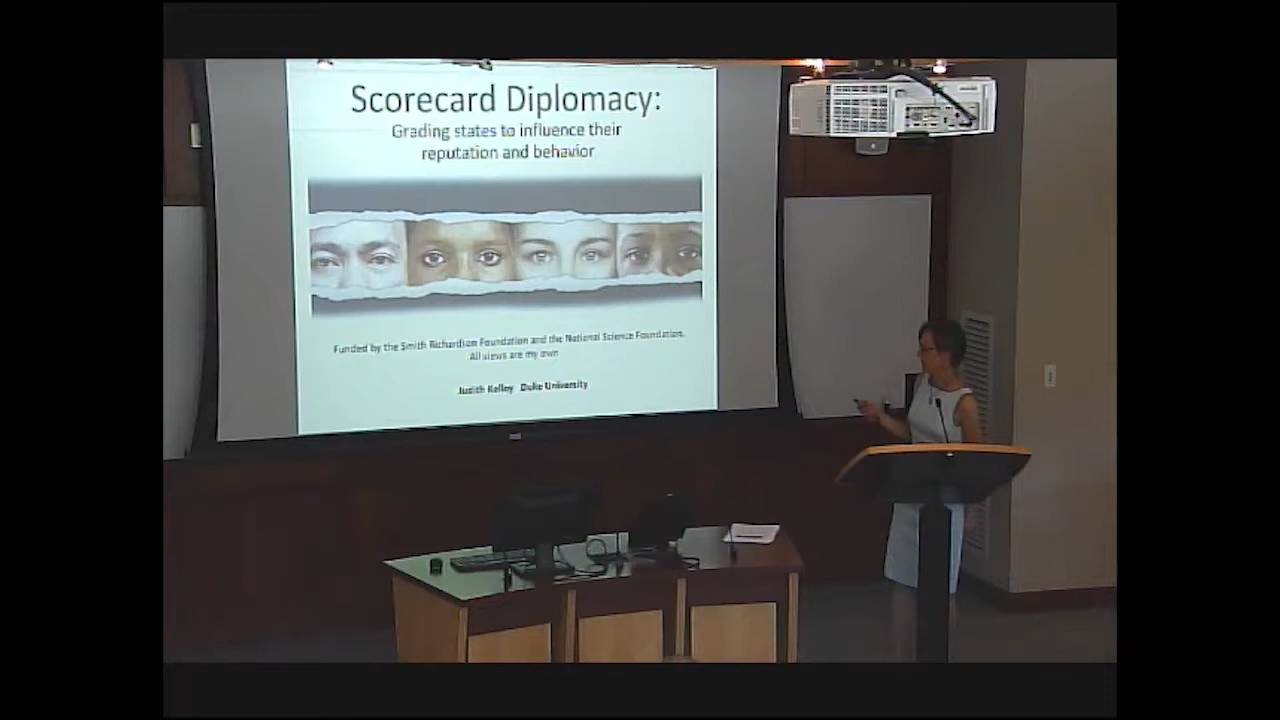 Scorecard Diplomacy:
Grading states to influence their
reputation and behavior
Funded by the Smith Richardson Foundation and the National Science Foundation.
All views are my own
Judith Kelley Duke University